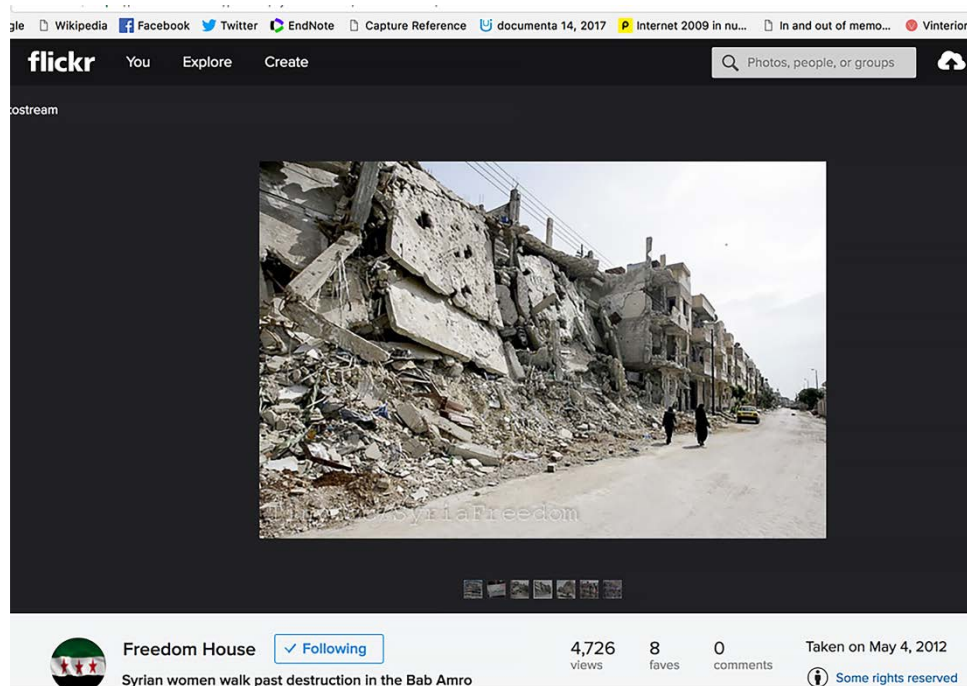 gle Wikipedia Facebook Twitter EndNote Capture Reference documenta 14, 2017 Internet 2009 in nu... In and out of memo... Vinterior
flickr You Explore Create Photos, people, or groups
tostream
SyriaFreedom
Freedom House Following 4,726 8 0 Taken on May 4, 2012
views faves comments
Syrian women walk past destruction in the Bab Amro Some rights reserved